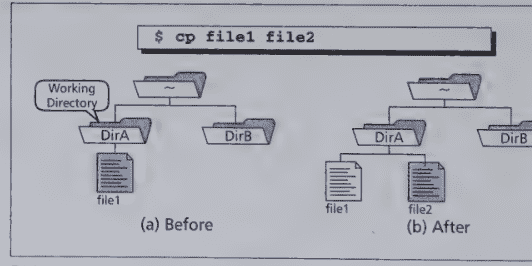 $ cp file1 file2
Working
Directory
~
DirA
DirB
file1
(a) Before
~
DirA
DirB
file1
file2
(b) After